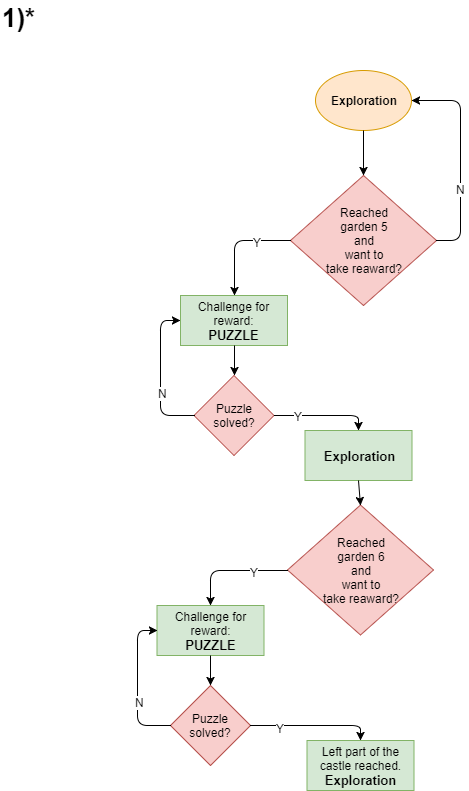 1)*
Exploration
N
Reached
garden 5
and
want to
take reaward?
Y
Challenge for
reward:
PUZZLE
N
Puzzle
solved?
Y
Exploration
Reached
garden 6
and
want to
take reaward?
Y
Challenge for
reward:
PUZZLE
N
Puzzle
solved?
Y
Left part of the
castle reached.
Exploration